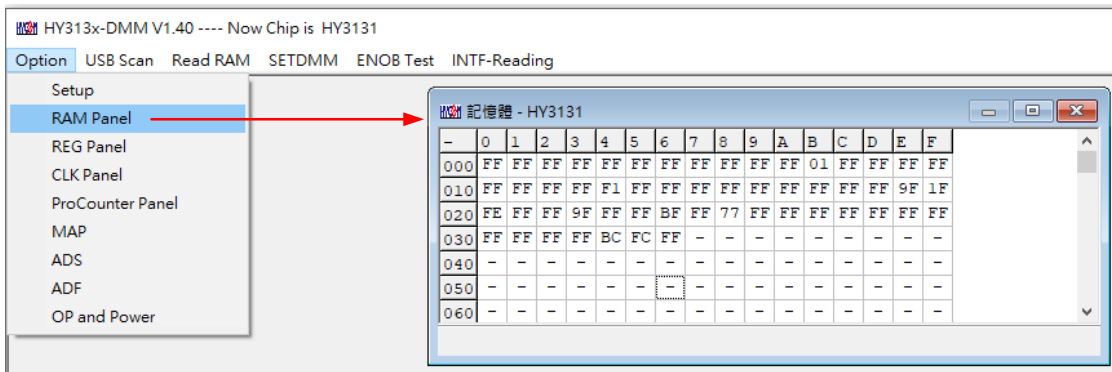 HY313x-DMM V1.40 ---- Now Chip is HY3131
Option USB Scan Read RAM SETDMM ENOB Test INTF-Reading
Setup
RAM Panel
REG Panel
CLK Panel
ProCounter Panel
MAP
ADS
ADF
OP and Power
記憶體 - HY3131
- 0 1 2 3 4 5 6 7 8 9 A B C D E F
000 FF FF FF FF FF FF FF FF FF FF FF 01 FF FF FF FF
010 FF FF FF FF F1 FF FF FF FF FF FF FF FF FF 9F 1F
020 FE FF FF 9F FF FF BF FF 77 FF FF FF FF FF FF FF
030 FF FF FF FF BC FC FF - - - - - - - - -
040 - - - - - - - - - - - - - - - -
050 - - - - - - - - - - - - - - - -
060 - - - - - - - - - - - - - - - -